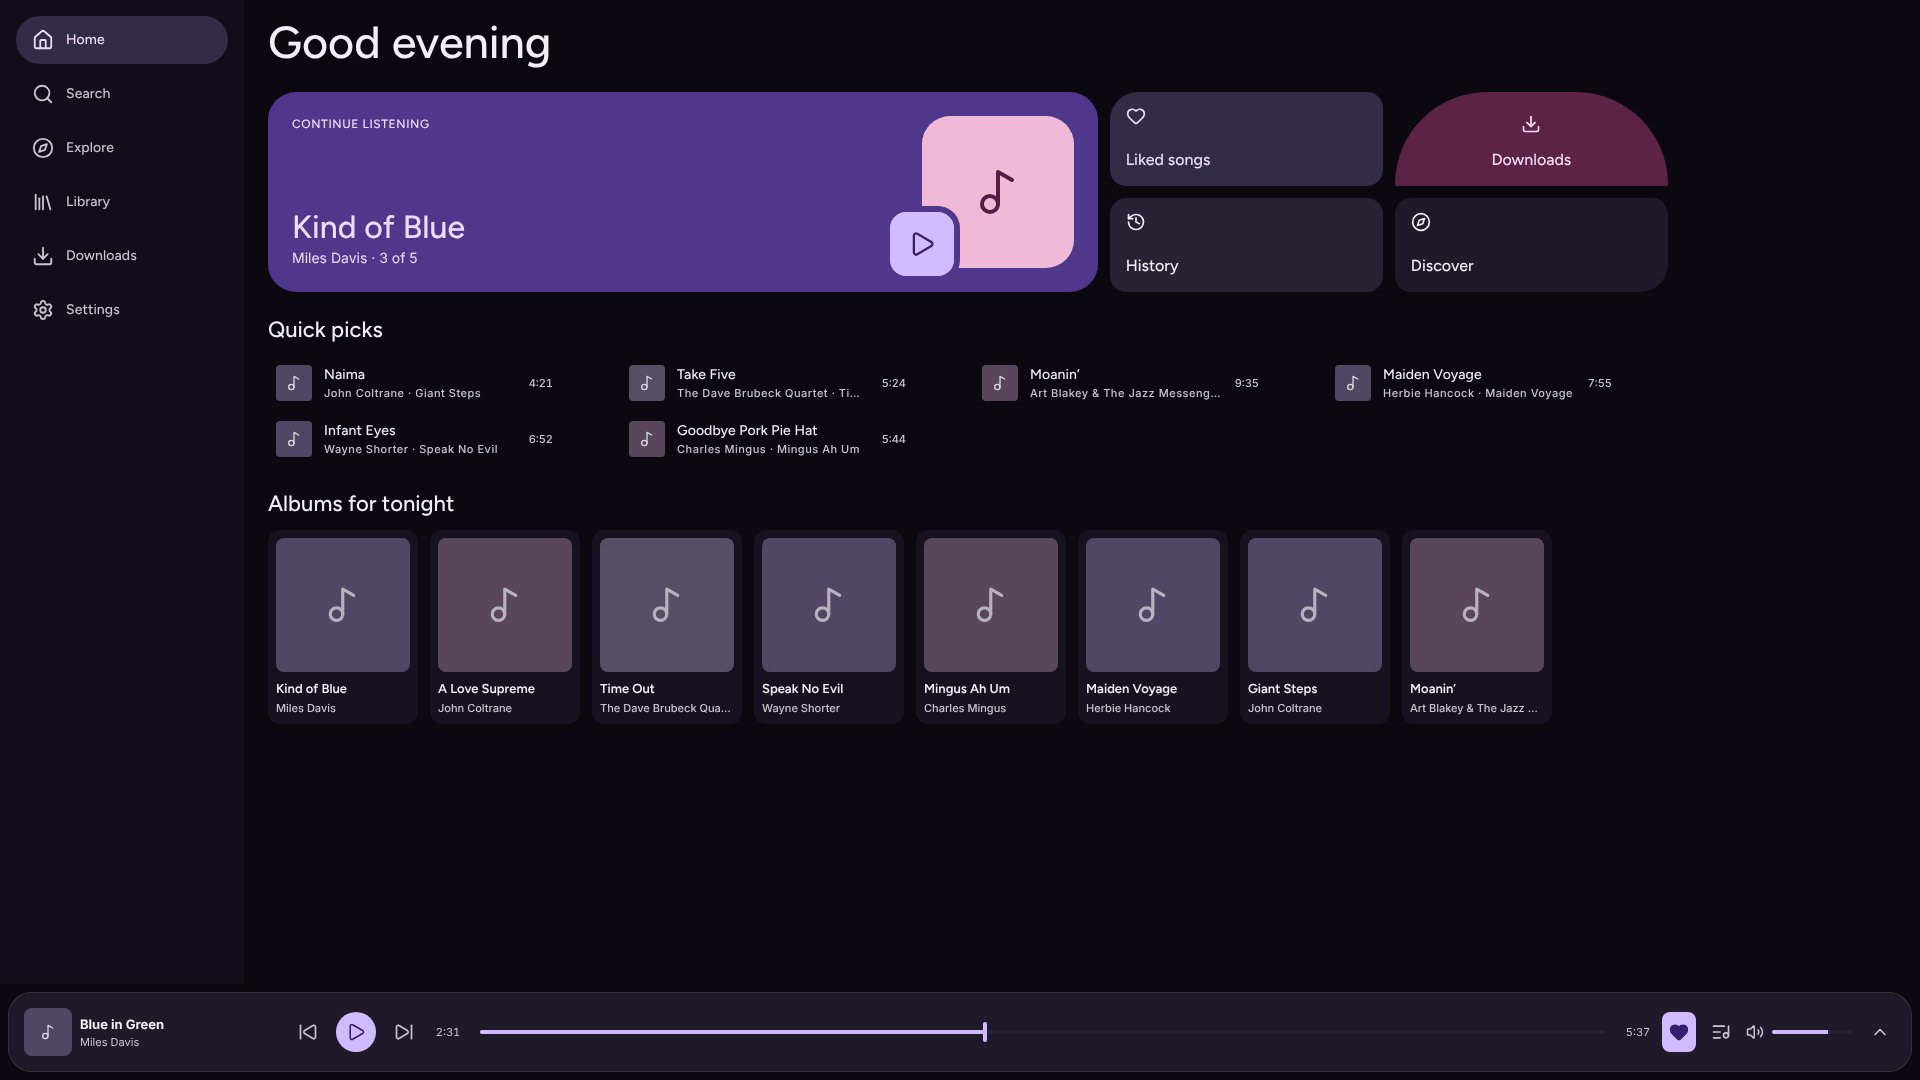 Home
Search
Explore
Library
Downloads
Settings
Good evening
CONTINUE LISTENING
Kind of Blue
Miles Davis · 3 of 5
Liked songs
Downloads
History
Discover
Quick picks
Naima
John Coltrane · Giant Steps
4:21
Take Five
The Dave Brubeck Quartet · Ti...
5:24
Moanin’
Art Blakey & The Jazz Messeng...
9:35
Maiden Voyage
Herbie Hancock · Maiden Voyage
7:55
Infant Eyes
Wayne Shorter · Speak No Evil
6:52
Goodbye Pork Pie Hat
Charles Mingus · Mingus Ah Um
5:44
Albums for tonight
Kind of Blue
Miles Davis
A Love Supreme
John Coltrane
Time Out
The Dave Brubeck Qua...
Speak No Evil
Wayne Shorter
Mingus Ah Um
Charles Mingus
Maiden Voyage
Herbie Hancock
Giant Steps
John Coltrane
Moanin’
Art Blakey & The Jazz ...
Blue in Green
Miles Davis
2:31
5:37